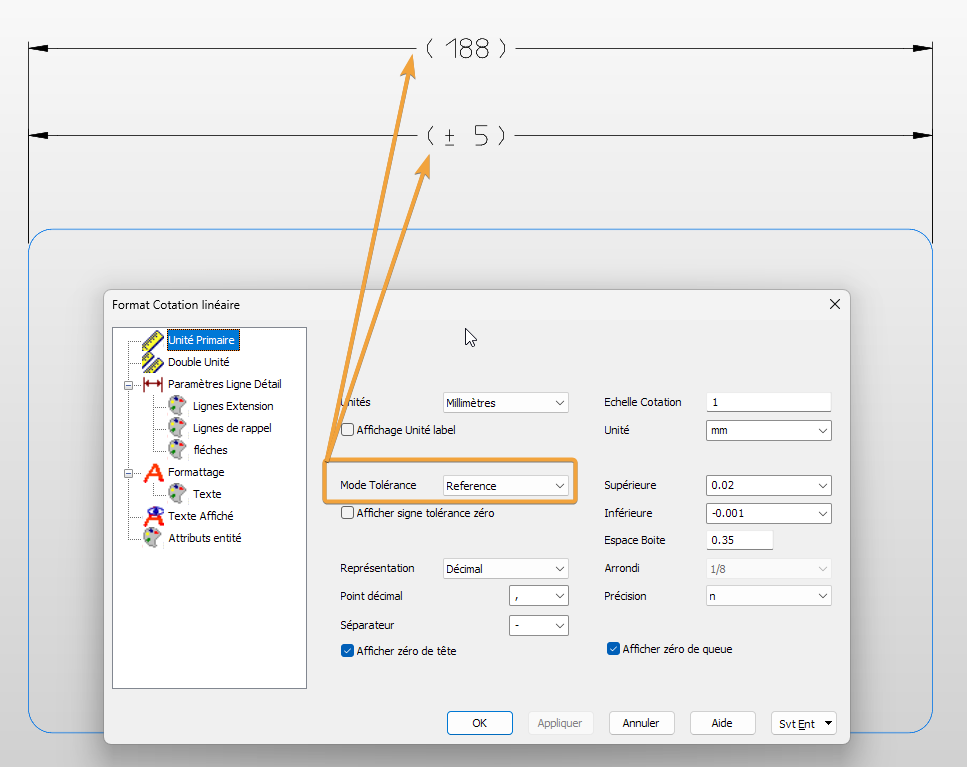 ( 188 )
( ± 5 )
Format Cotation linéaire
Unité Primaire
Double Unité
Paramètres Ligne Détail
Lignes Extension
Lignes de rappel
fléches
Formattage
Texte
Texte Affiché
Attributs entité
Unités Millimètres Echelle Cotation 1
Affichage Unité label Unité mm
Mode Tolérance Reference Supérieure 0.02
Afficher signe tolérance zéro Inférieure -0.001
Espace Boite 0.35
Représentation Décimal Arrondi 1/8
Point décimal , Précision n
Séparateur -
Afficher zéro de tête Afficher zéro de queue
OK Appliquer Annuler Aide Svt Ent